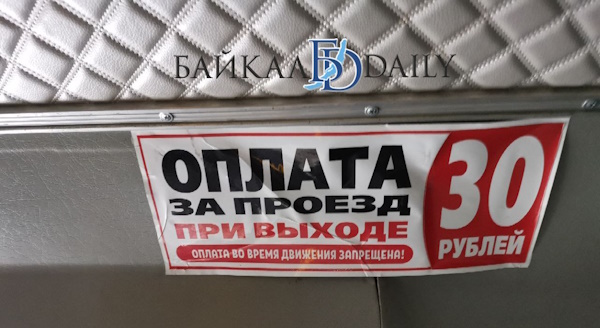 БАЙКАЛ DAILY
ОПЛАТА
ЗА ПРОЕЗД
ПРИ ВЫХОДЕ
ОПЛАТА ВО ВРЕМЯ ДВИЖЕНИЯ ЗАПРЕЩЕНА!
30
РУБЛЕЙ